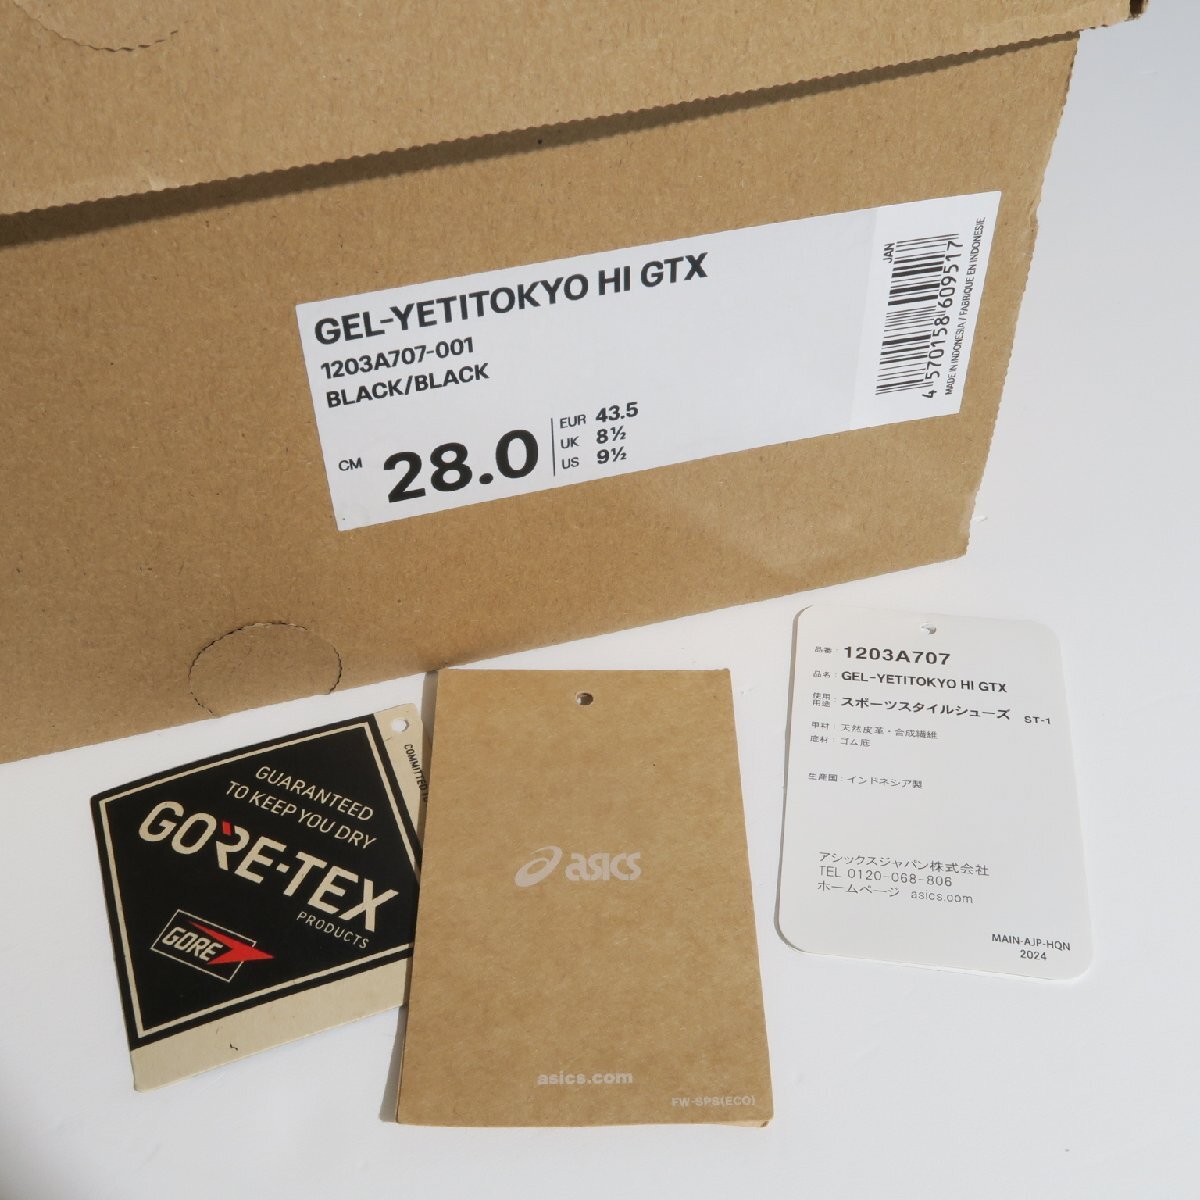 GEL-YETITOKYO HI GTX
1203A707-001
BLACK/BLACK
CM 28.0
EUR 43.5
UK 8½
US 9½
JAN
4 570158 609517
MADE IN INDONESIA / FABRIQUE EN INDONESIE
GUARANTEED
TO KEEP YOU DRY
GORE-TEX
PRODUCTS
GORE
COMMITTED
asics
asics.com
FW-SPS(ECO)
品番: 1203A707
品名: GEL-YETITOKYO HI GTX
使用用途: スポーツスタイルシューズ ST-1
甲材: 天然皮革・合成繊維
底材: ゴム底
生産国: インドネシア製
アシックスジャパン株式会社
TEL 0120-068-806
ホームページ asics.com
MAIN-AJP-HQN
2024